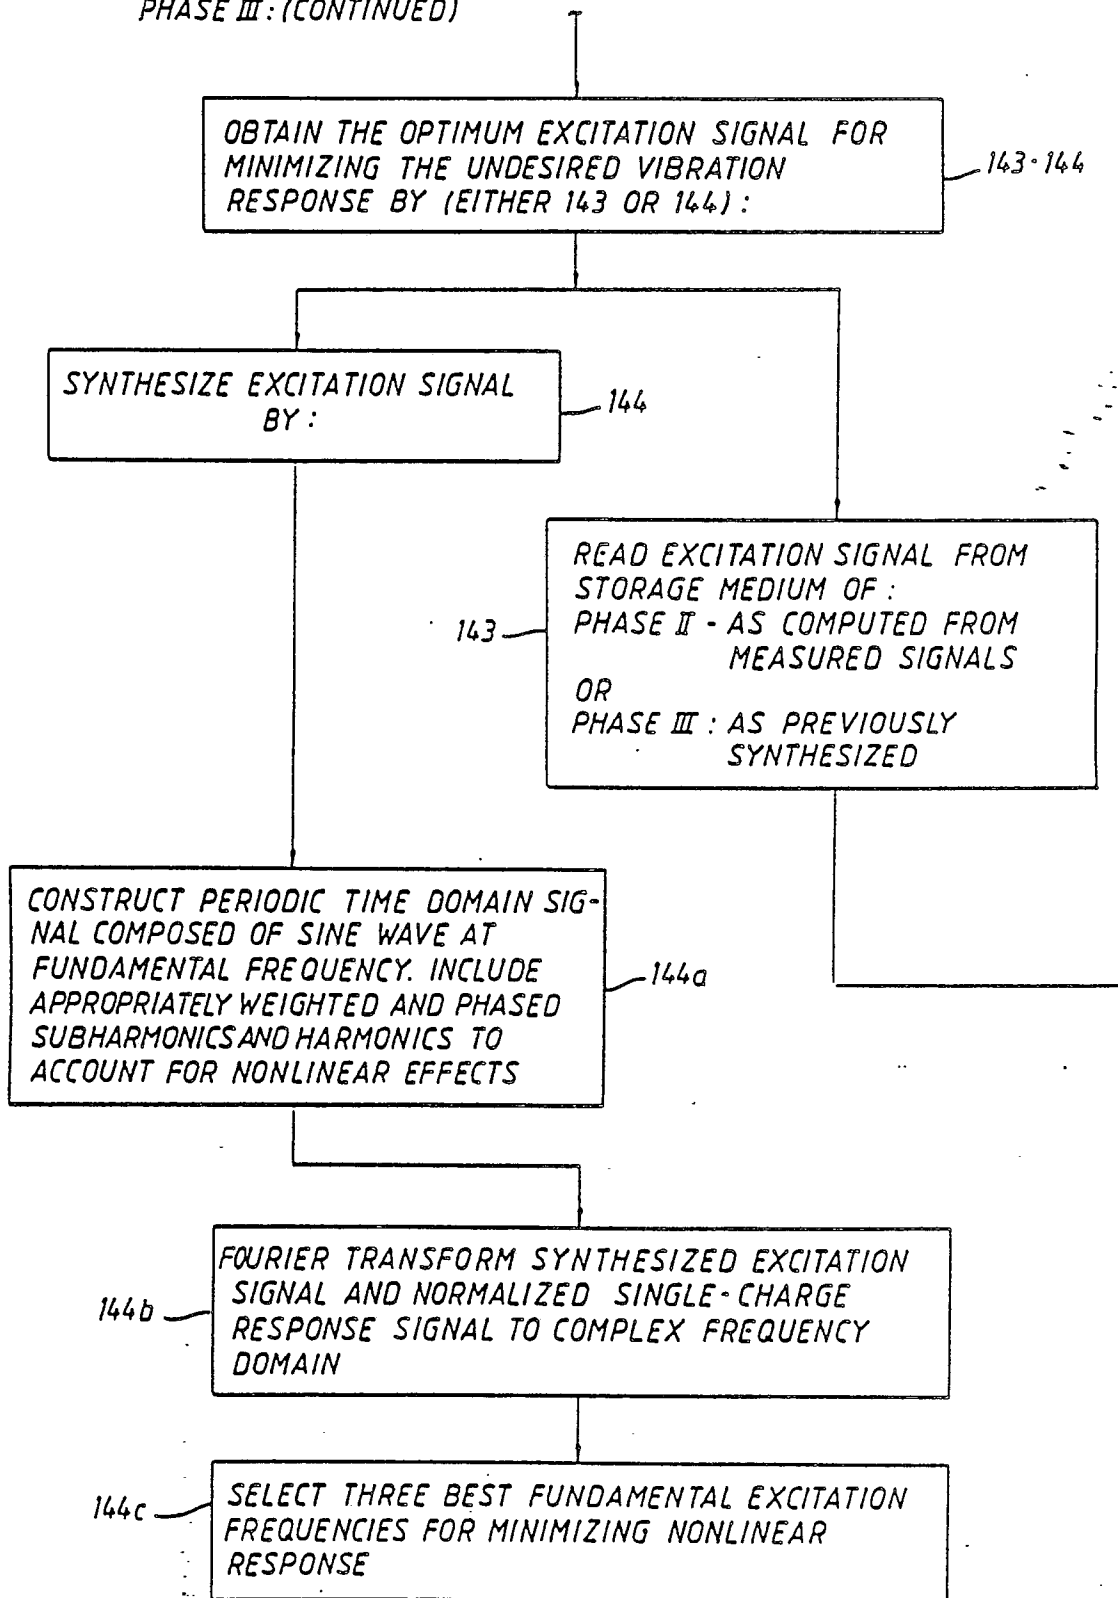 PHASE III: (CONTINUED)
OBTAIN THE OPTIMUM EXCITATION SIGNAL FOR
MINIMIZING THE UNDESIRED VIBRATION
RESPONSE BY (EITHER 143 OR 144):
143-144
SYNTHESIZE EXCITATION SIGNAL
BY:
144
READ EXCITATION SIGNAL FROM
STORAGE MEDIUM OF:
PHASE II - AS COMPUTED FROM
MEASURED SIGNALS
OR
PHASE III: AS PREVIOUSLY
SYNTHESIZED
143
CONSTRUCT PERIODIC TIME DOMAIN SIG-
NAL COMPOSED OF SINE WAVE AT
FUNDAMENTAL FREQUENCY. INCLUDE
APPROPRIATELY WEIGHTED AND PHASED
SUBHARMONICS AND HARMONICS TO
ACCOUNT FOR NONLINEAR EFFECTS
144a
FOURIER TRANSFORM SYNTHESIZED EXCITATION
SIGNAL AND NORMALIZED SINGLE-CHARGE
RESPONSE SIGNAL TO COMPLEX FREQUENCY
DOMAIN
144b
SELECT THREE BEST FUNDAMENTAL EXCITATION
FREQUENCIES FOR MINIMIZING NONLINEAR
RESPONSE
144c